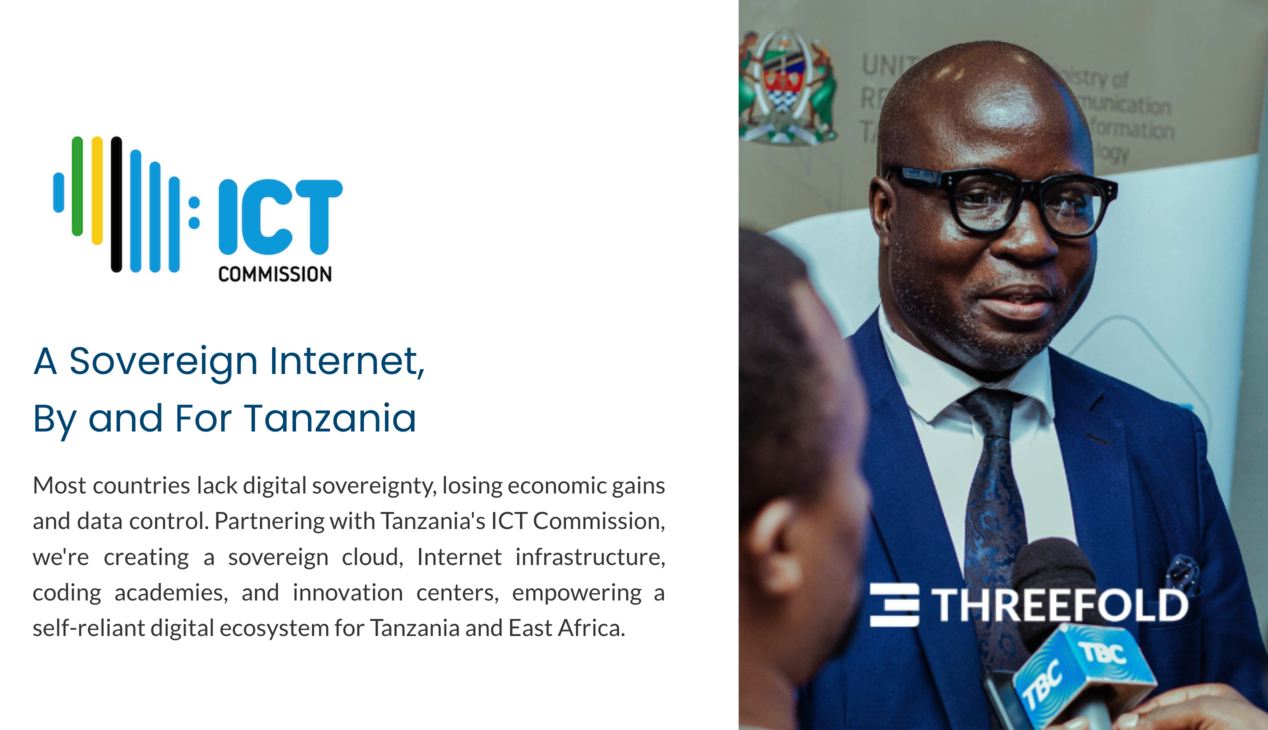 ICT
COMMISSION
A Sovereign Internet,
By and For Tanzania
Most countries lack digital sovereignty, losing economic gains
and data control. Partnering with Tanzania's ICT Commission,
we're creating a sovereign cloud, Internet infrastructure,
coding academies, and innovation centers, empowering a
self-reliant digital ecosystem for Tanzania and East Africa.
THREEFOLD
TBC
TBC